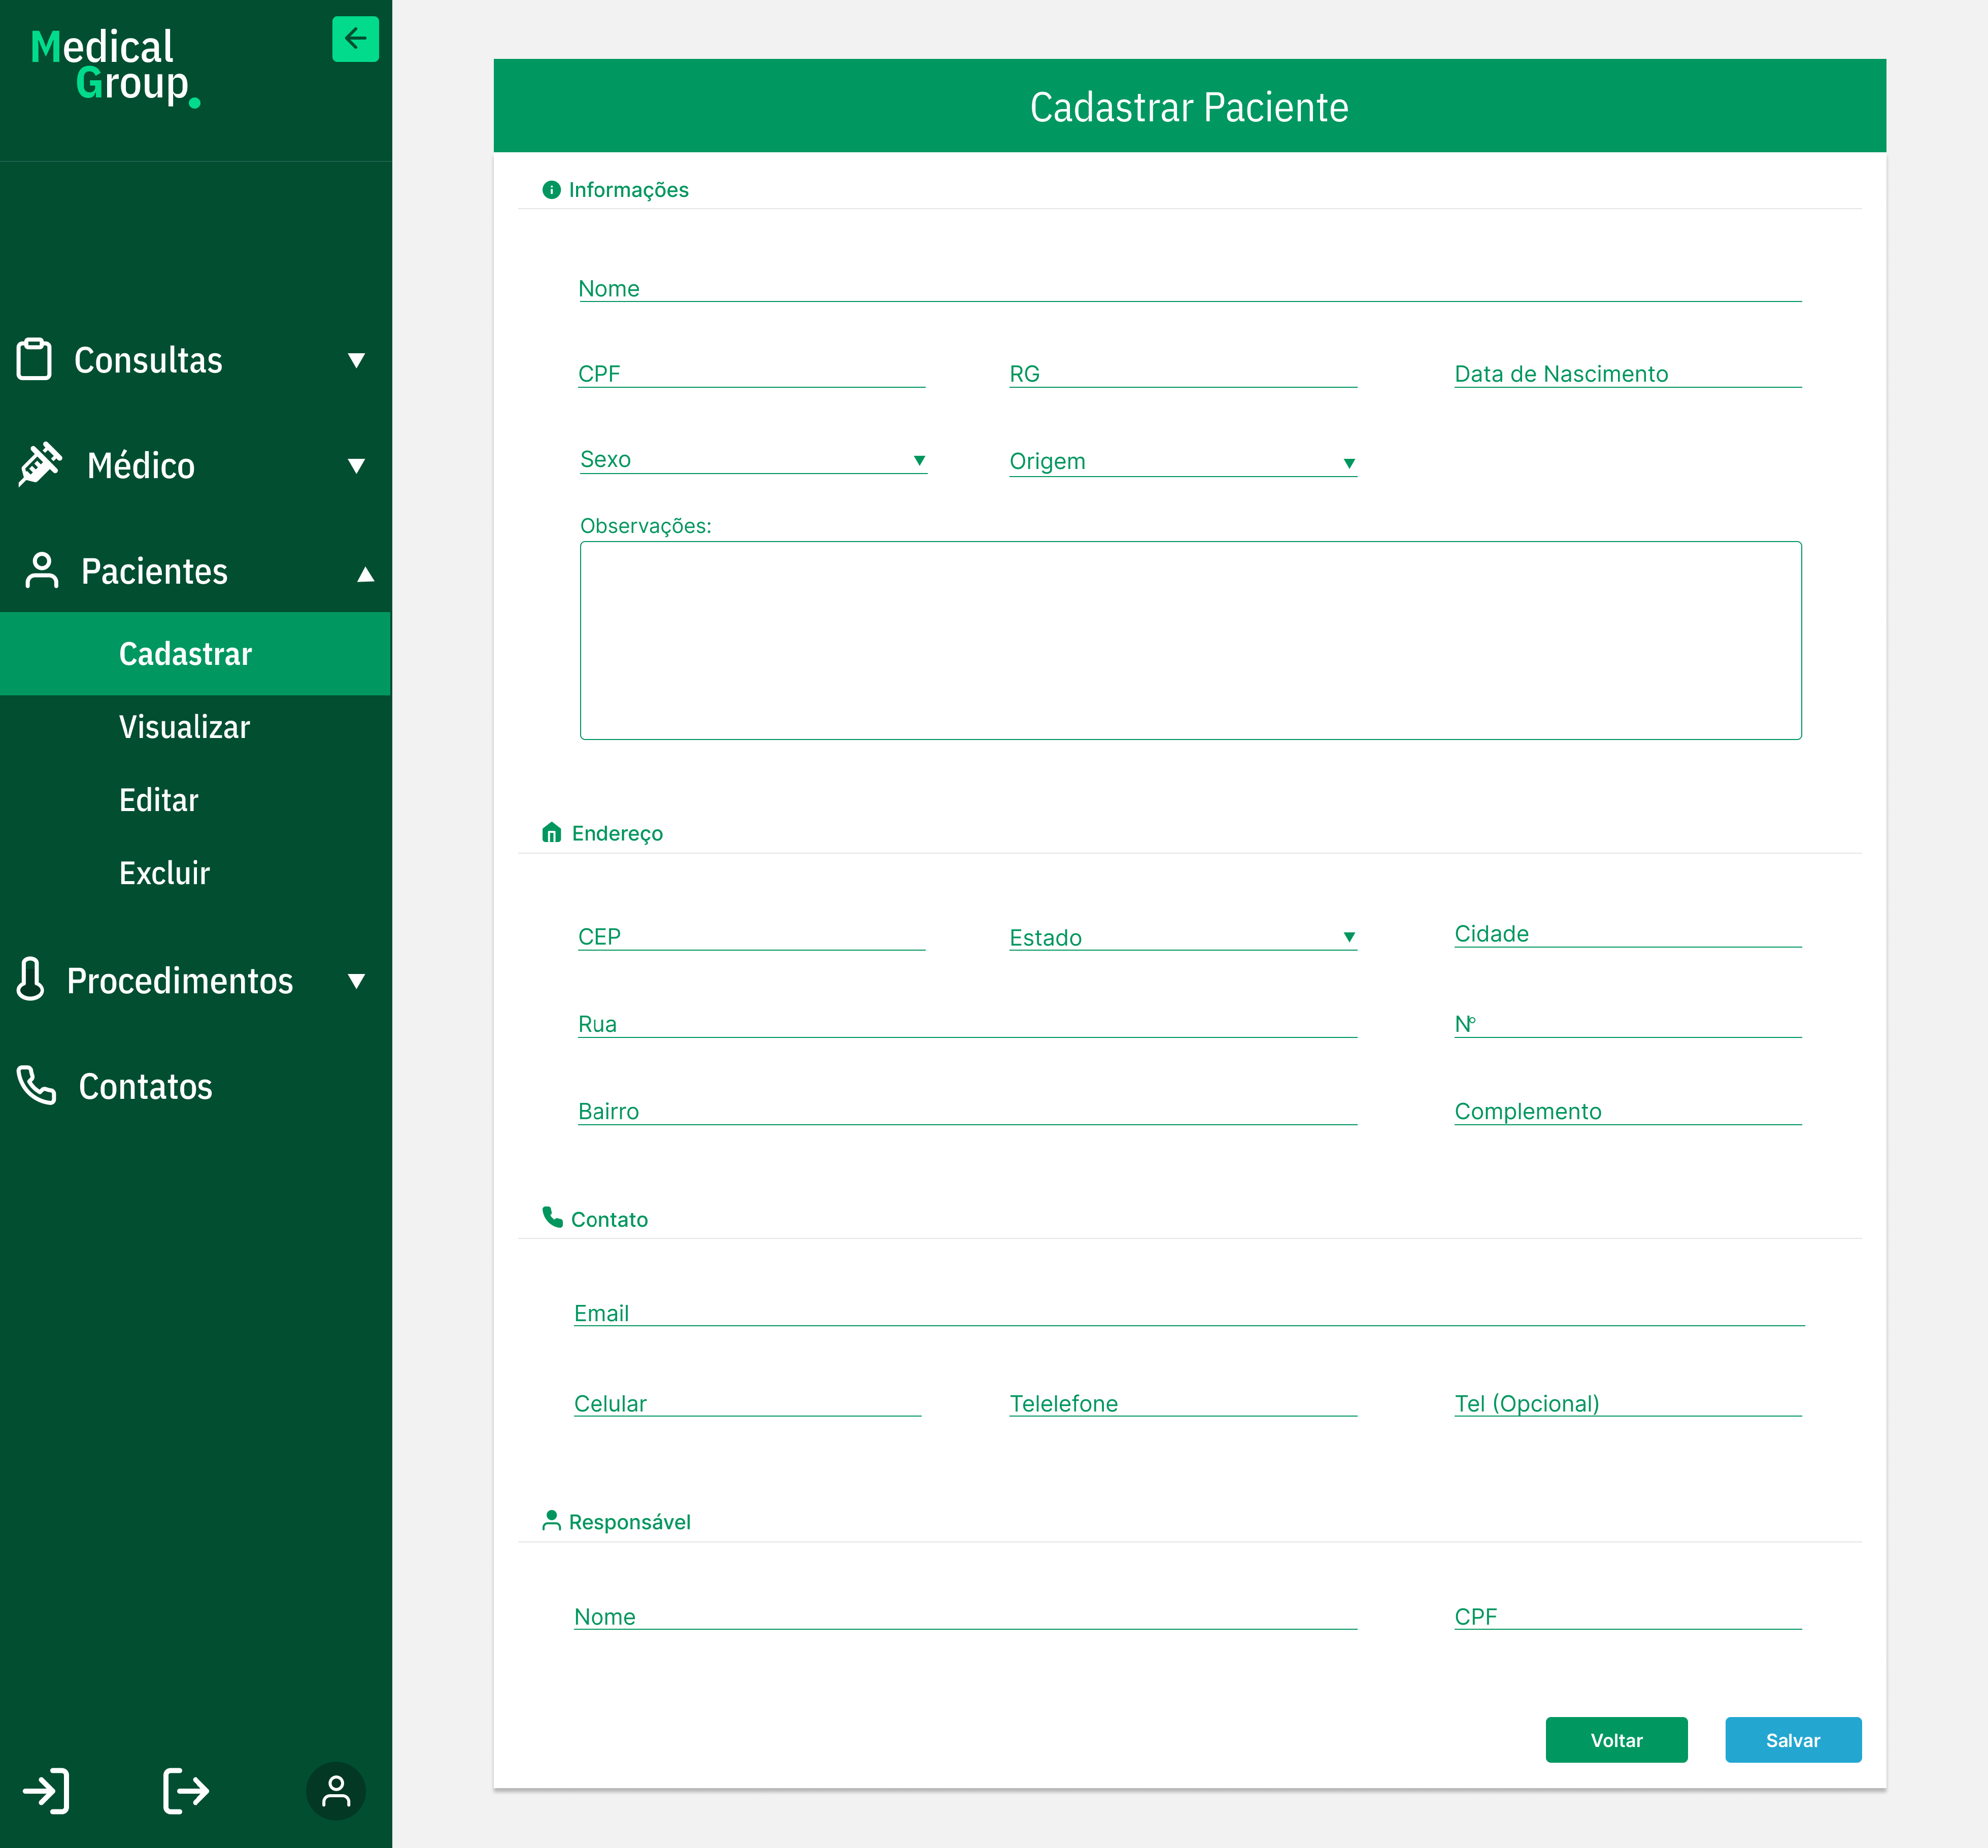 Medical
Group.
Consultas
Médico
Pacientes
Cadastrar
Visualizar
Editar
Excluir
Procedimentos
Contatos
Cadastrar Paciente
Informações
Nome
CPF RG Data de Nascimento
Sexo Origem
Observações:
Endereço
CEP Estado Cidade
Rua Nº
Bairro Complemento
Contato
Email
Celular Telelefone Tel (Opcional)
Responsável
Nome CPF
Voltar Salvar